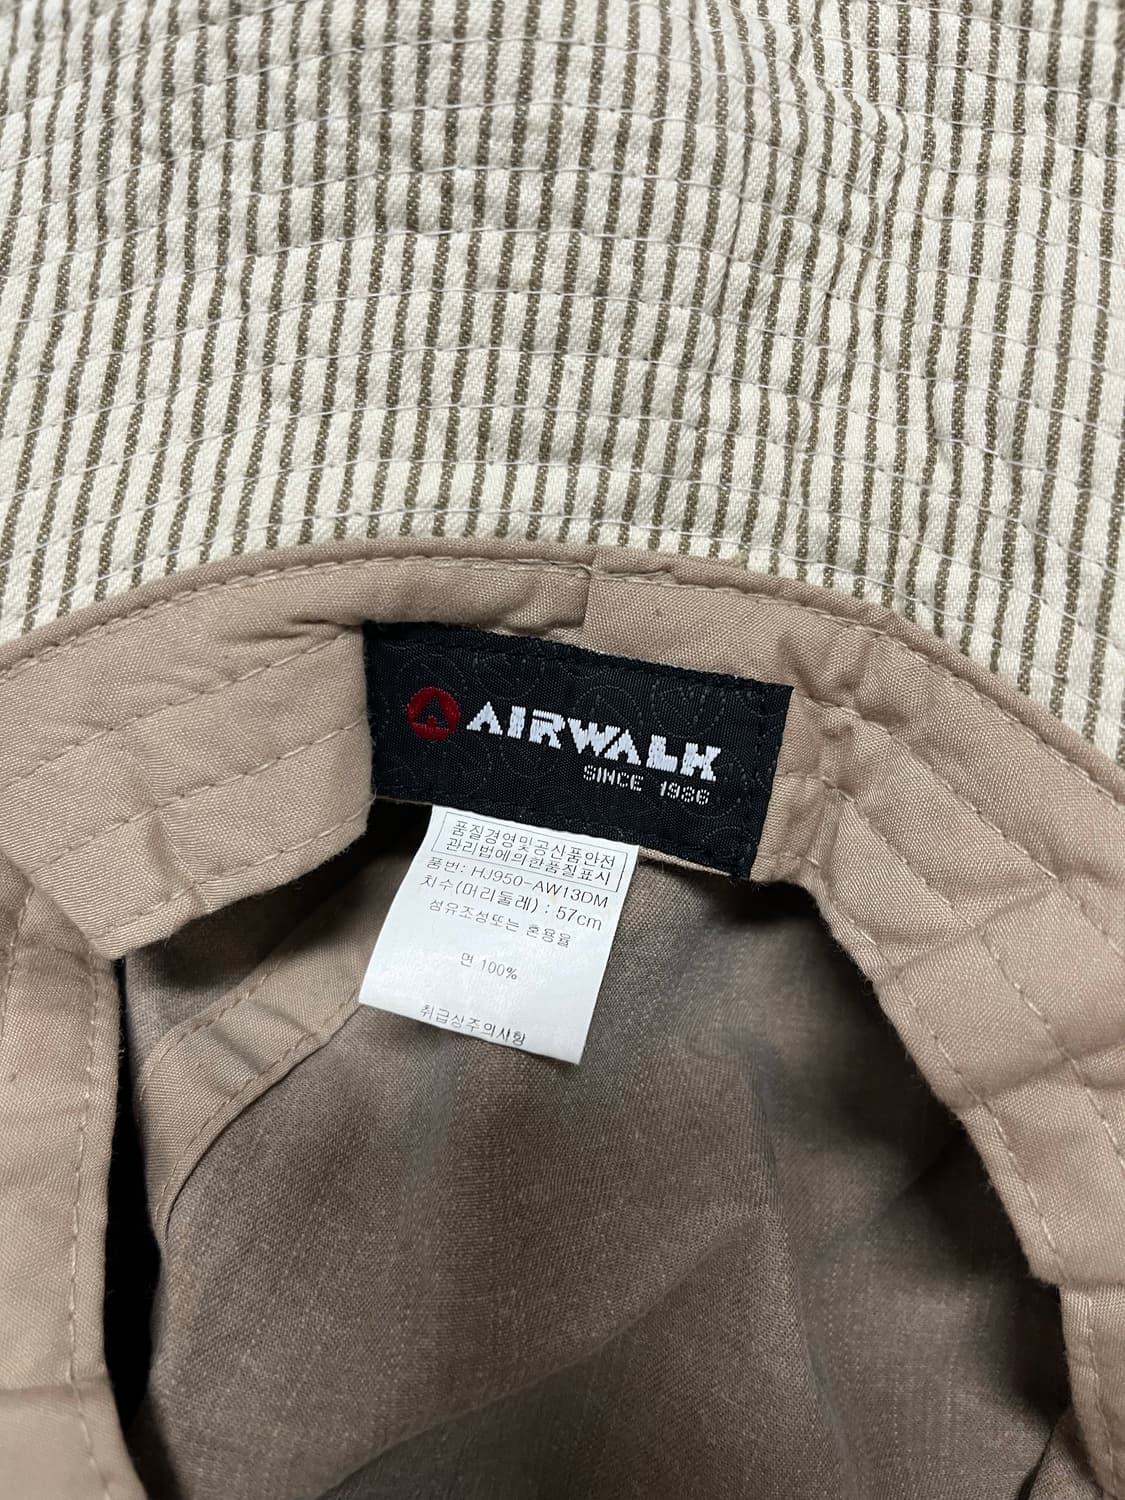 AIRWALK
SINCE 1986
품질경영및공산품안전
관리법에의한품질표시
품번: HJ950-AW13DM
치수(머리둘레) : 57cm
섬유조성또는 혼용율
면 100%
취급상주의사항